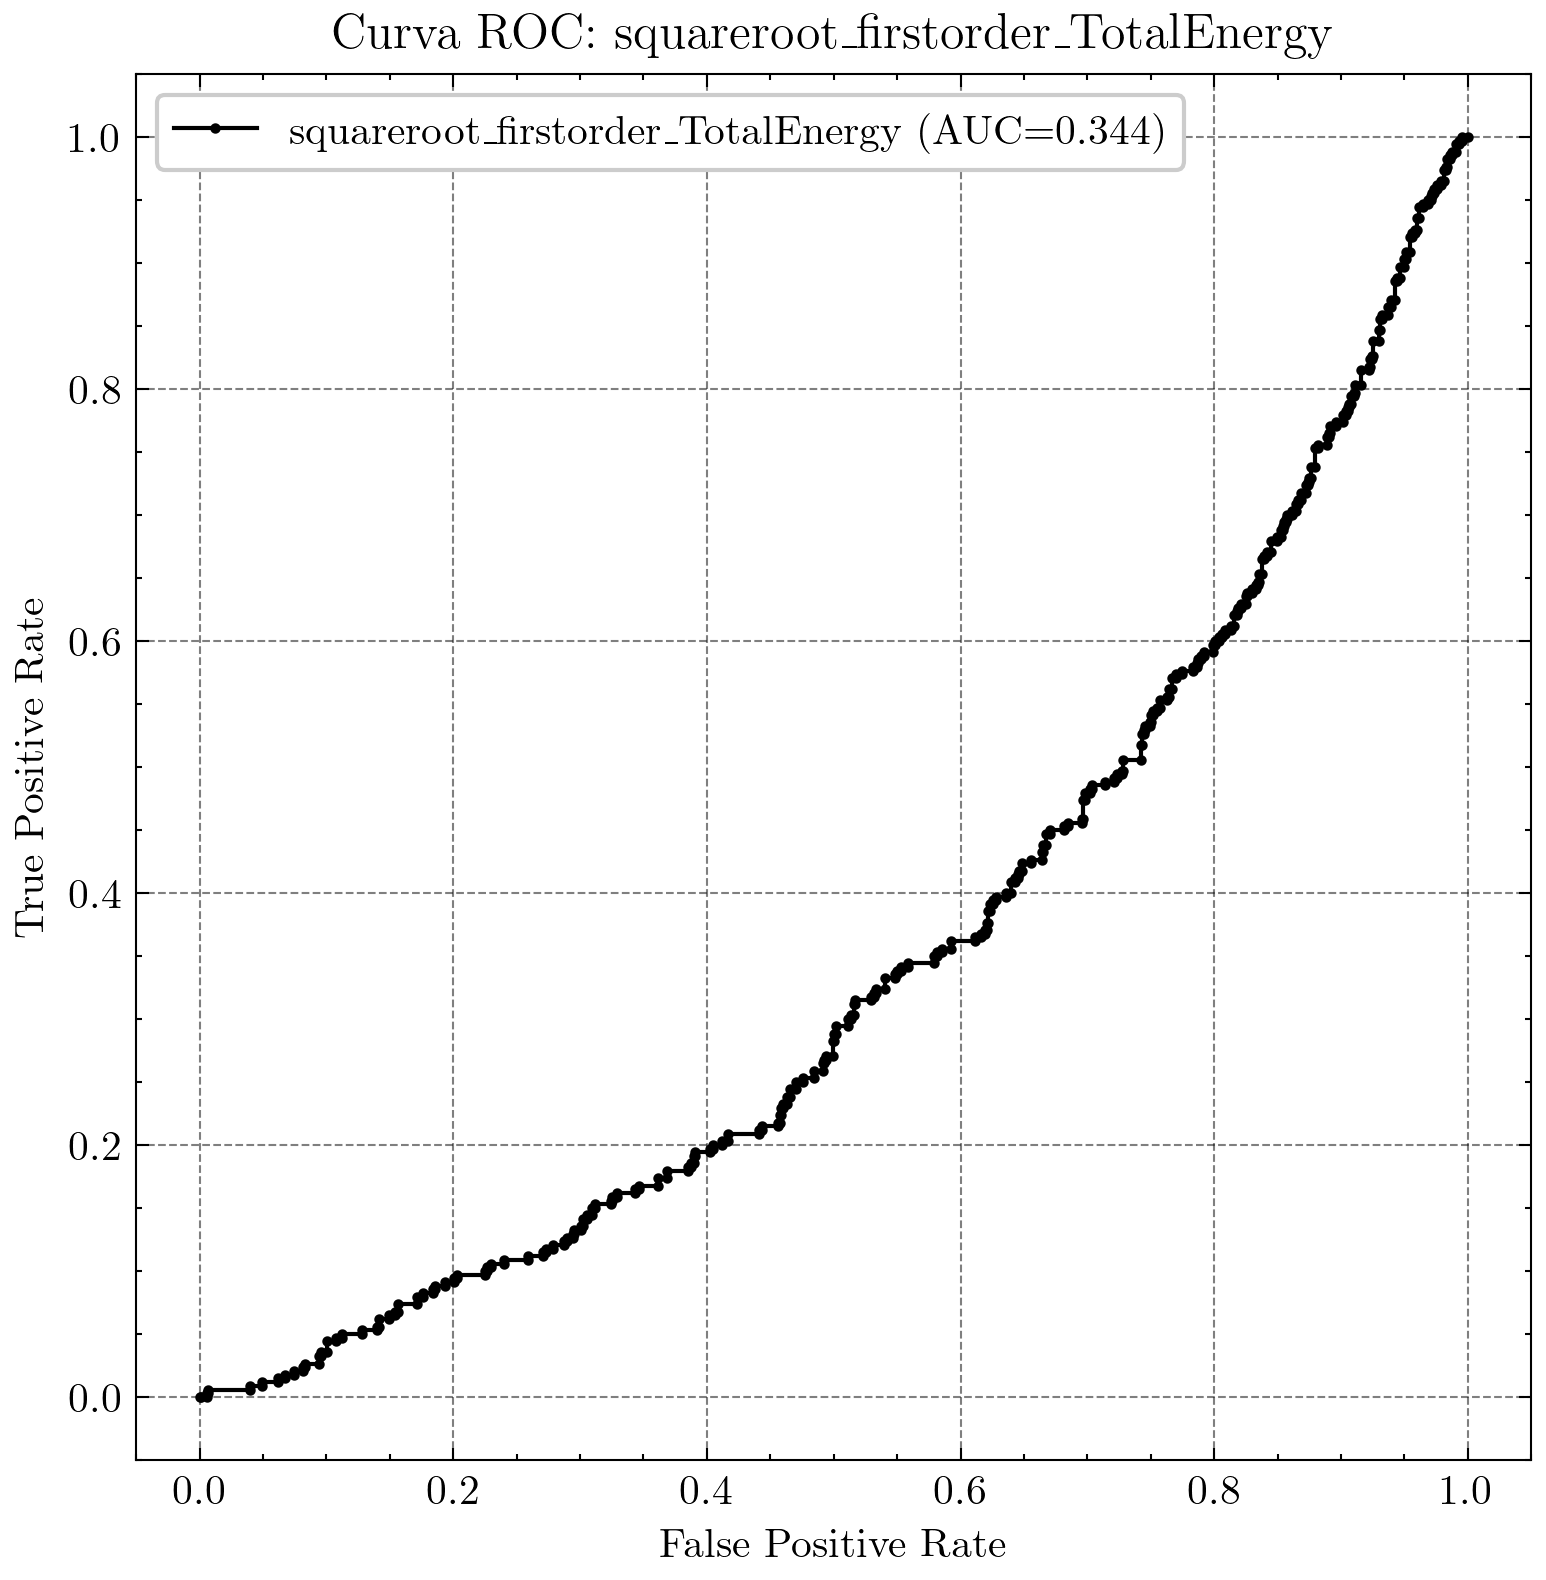 Curva ROC: squareroot_firstorder_TotalEnergy
squareroot_firstorder_TotalEnergy (AUC=0.344)
1.0
0.8
0.6
0.4
0.2
0.0
True Positive Rate
0.0 0.2 0.4 0.6 0.8 1.0
False Positive Rate